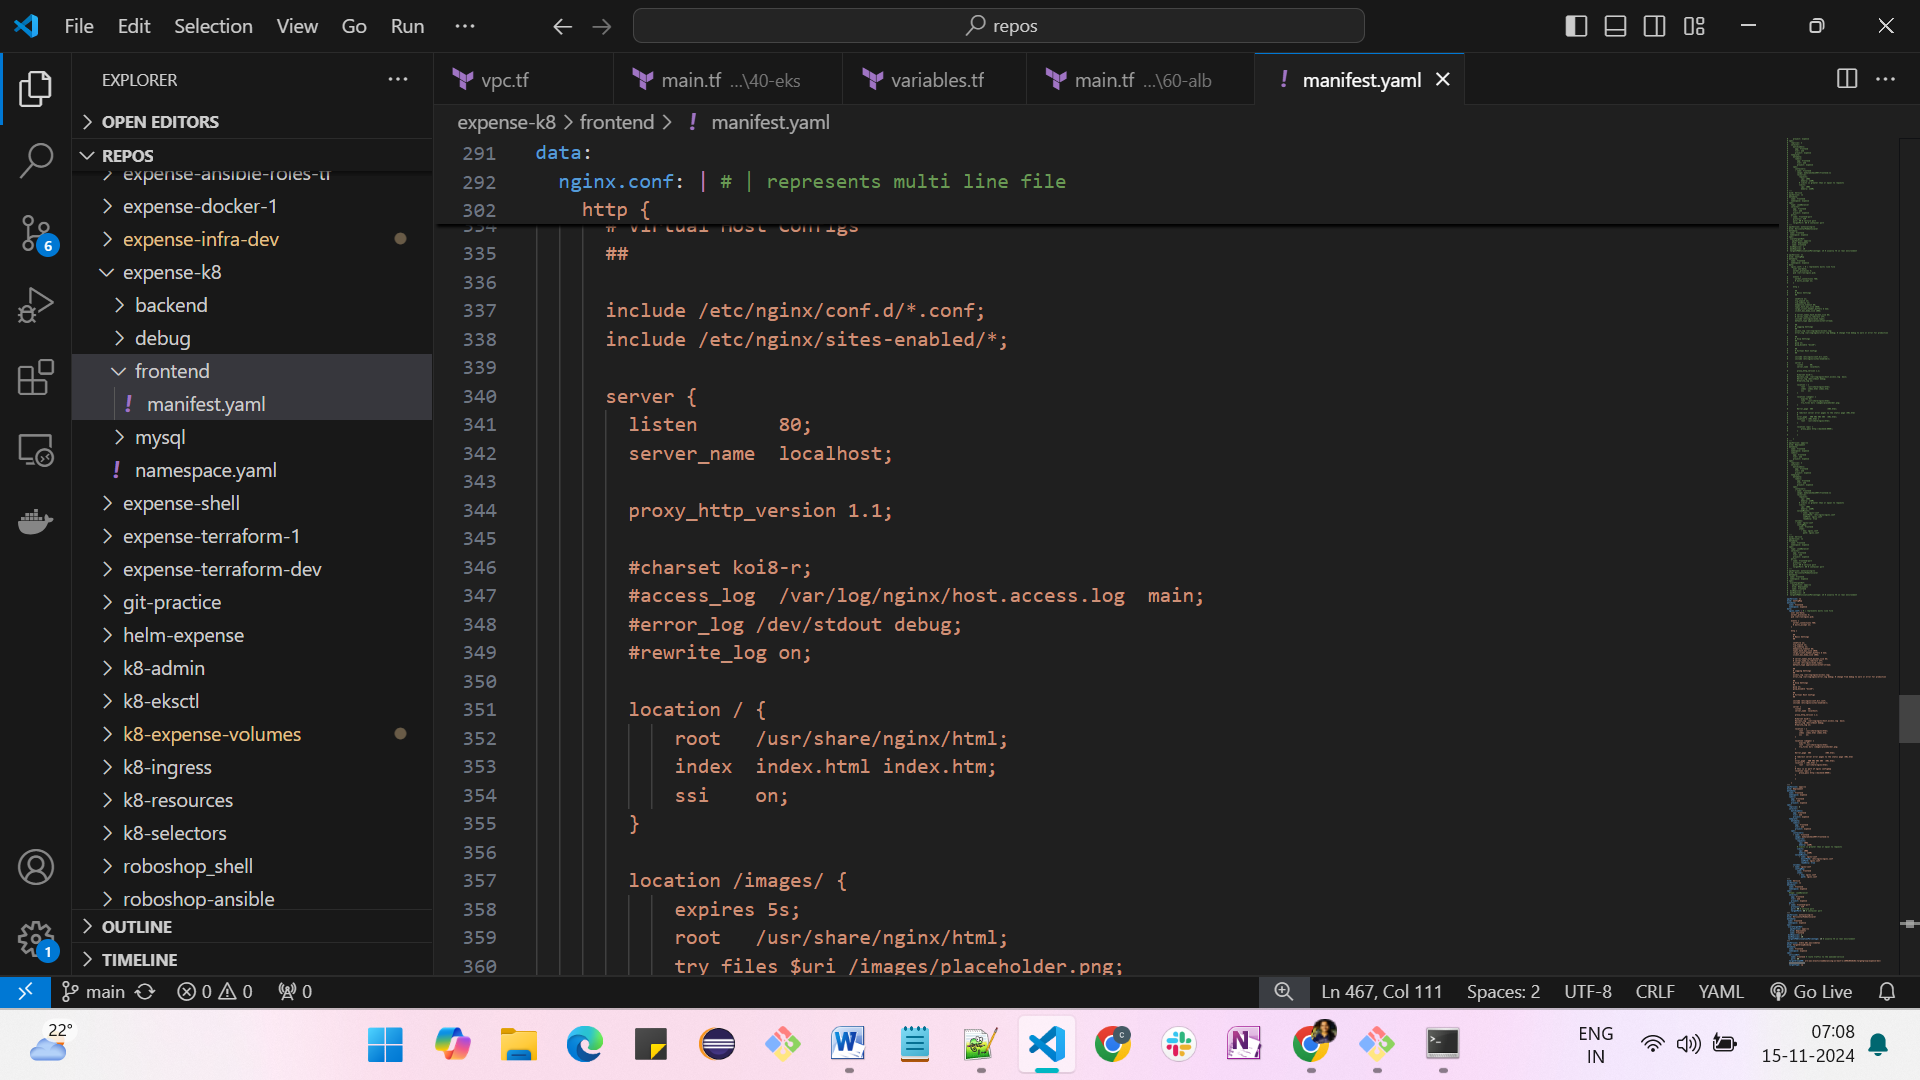 File Edit Selection View Go Run ···
repos
EXPLORER ···
OPEN EDITORS
REPOS
expense-ansible-roles-tf
expense-docker-1
expense-infra-dev
expense-k8
backend
debug
frontend
! manifest.yaml
mysql
! namespace.yaml
expense-shell
expense-terraform-1
expense-terraform-dev
git-practice
helm-expense
k8-admin
k8-eksctl
k8-expense-volumes
k8-ingress
k8-resources
k8-selectors
roboshop_shell
roboshop-ansible
OUTLINE
TIMELINE
6
1
vpc.tf
main.tf ...\40-eks
variables.tf
main.tf ...\60-alb
! manifest.yaml
expense-k8 > frontend > ! manifest.yaml
291 data:
292 nginx.conf: | # | represents multi line file
302 http {
334 # Virtual Host Configs
335 ##
336
337 include /etc/nginx/conf.d/*.conf;
338 include /etc/nginx/sites-enabled/*;
339
340 server {
341 listen 80;
342 server_name localhost;
343
344 proxy_http_version 1.1;
345
346 #charset koi8-r;
347 #access_log /var/log/nginx/host.access.log main;
348 #error_log /dev/stdout debug;
349 #rewrite_log on;
350
351 location / {
352 root /usr/share/nginx/html;
353 index index.html index.htm;
354 ssi on;
355 }
356
357 location /images/ {
358 expires 5s;
359 root /usr/share/nginx/html;
360 try_files $uri /images/placeholder.png;
main 0 0 0
Ln 467, Col 111 Spaces: 2 UTF-8 CRLF YAML Go Live
22°
ENG
IN
07:08
15-11-2024